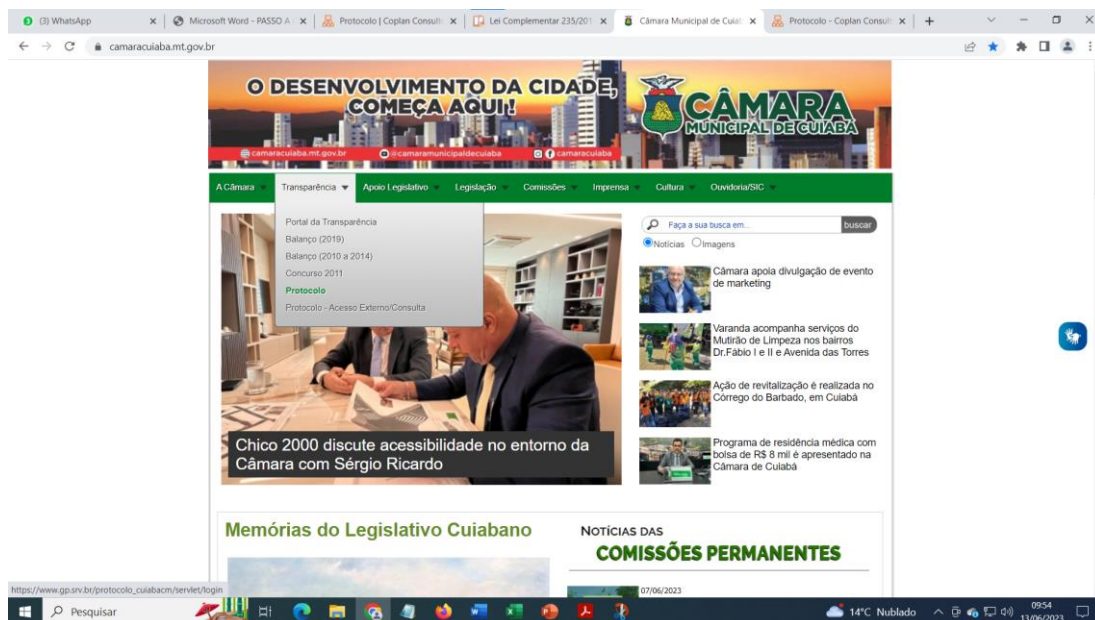 (3) WhatsApp
Microsoft Word - PASSO A
Protocolo | Coplan Consult
Lei Complementar 235/201
Câmara Municipal de Cuiab
Protocolo - Coplan Consult
camaracuiaba.mt.gov.br
O DESENVOLVIMENTO DA CIDADE,
COMEÇA AQUI!
CÂMARA
MUNICIPAL DE CUIABÁ
camaracuiaba.mt.gov.br @camaramunicipaldecuiaba camaracuiaba
A Câmara Transparência Apoio Legislativo Legislação Comissões Imprensa Cultura Ouvidoria/SIC
Portal da Transparência
Balanço (2019)
Balanço (2010 a 2014)
Concurso 2011
Protocolo
Protocolo - Acesso Externo/Consulta
Chico 2000 discute acessibilidade no entorno da
Câmara com Sérgio Ricardo
Faça a sua busca em... buscar
Notícias Imagens
Câmara apoia divulgação de evento
de marketing
Varanda acompanha serviços do
Mutirão de Limpeza nos bairros
Dr.Fábio I e II e Avenida das Torres
Ação de revitalização é realizada no
Córrego do Barbado, em Cuiabá
Programa de residência médica com
bolsa de R$ 8 mil é apresentado na
Câmara de Cuiabá
Memórias do Legislativo Cuiabano
NOTÍCIAS DAS
COMISSÕES PERMANENTES
07/06/2023
https://www.gp.srv.br/protocolo_cuiabacm/servlet/login
Pesquisar
14°C Nublado
09:54
13/06/2023